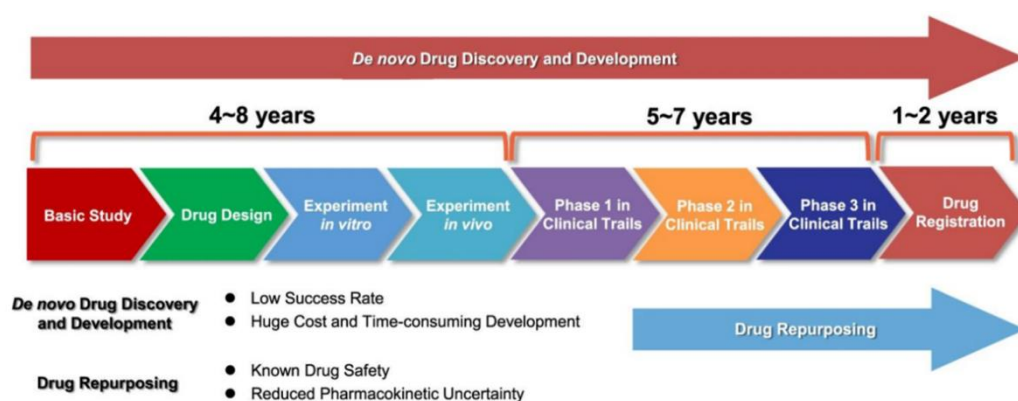 De novo Drug Discovery and Development
4~8 years
5~7 years
1~2 years
Basic Study
Drug Design
Experiment
in vitro
Experiment
in vivo
Phase 1 in
Clinical Trails
Phase 2 in
Clinical Trails
Phase 3 in
Clinical Trails
Drug
Registration
De novo Drug Discovery
and Development
● Low Success Rate
● Huge Cost and Time-consuming Development
Drug Repurposing
Drug Repurposing
● Known Drug Safety
● Reduced Pharmacokinetic Uncertainty